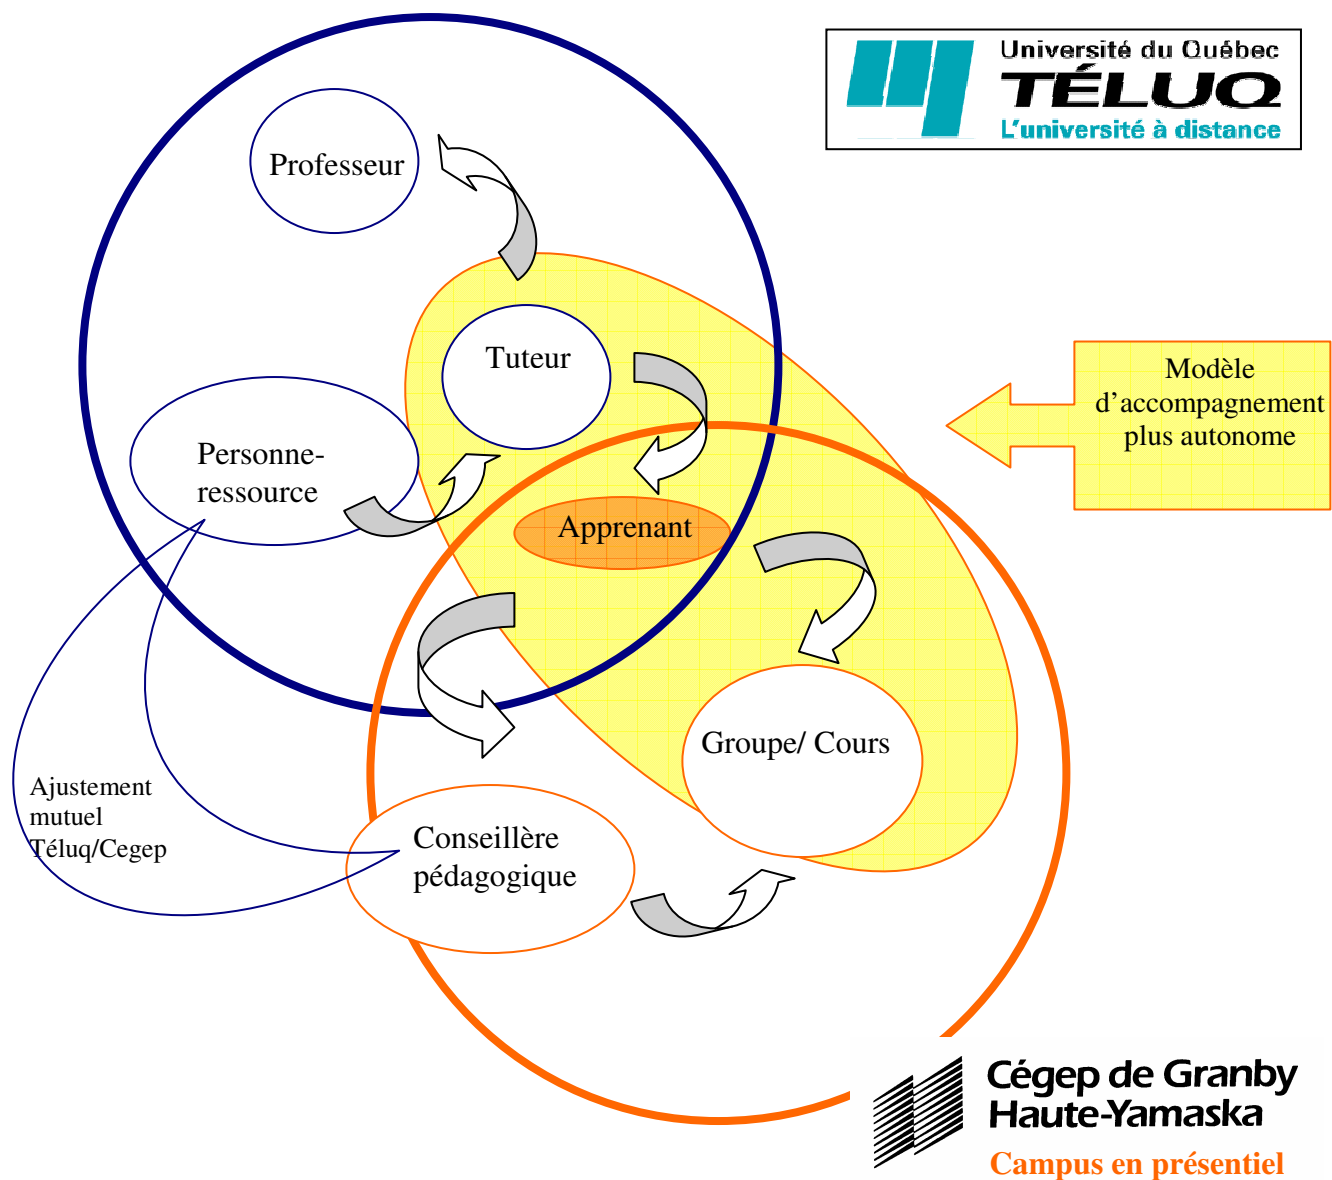 Université du Québec
TÉLUQ
L'université à distance
Professeur
Tuteur
Modèle
d'accompagnement
plus autonome
Personne-
ressource
Apprenant
Groupe/ Cours
Ajustement
mutuel
Téluq/Cegep
Conseillère
pédagogique
Cégep de Granby
Haute-Yamaska
Campus en présentiel